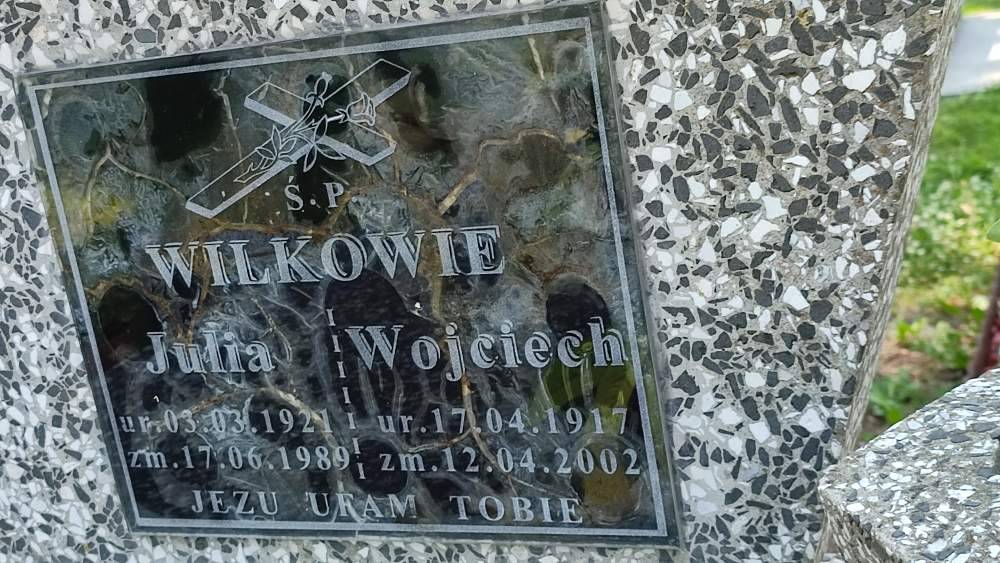 Ś.P.
WILKOWIE
Julia Wojciech
ur.03.03.1921 ur.17.04.1917
zm.17.06.1989 zm.12.04.2002
JEZU UFAM TOBIE